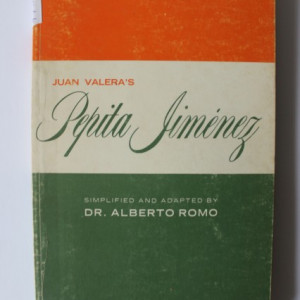 JUAN VALERA'S
Pepita Jiménez
SIMPLIFIED AND ADAPTED BY
DR. ALBERTO ROMO